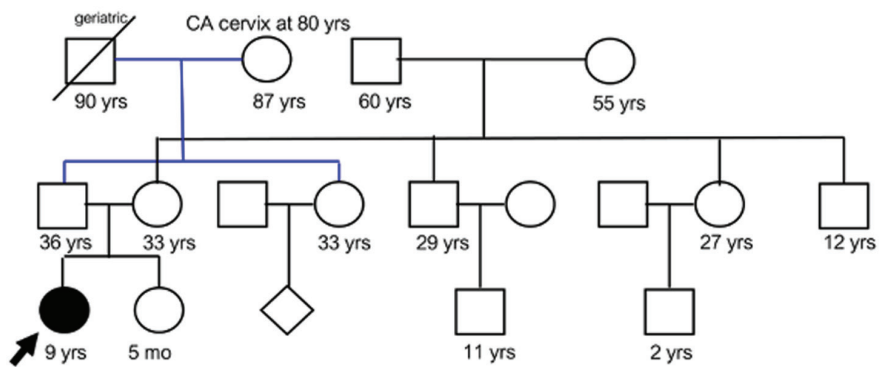 geriatric
CA cervix at 80 yrs
90 yrs
87 yrs
60 yrs
55 yrs
36 yrs
33 yrs
33 yrs
29 yrs
27 yrs
12 yrs
9 yrs
5 mo
11 yrs
2 yrs